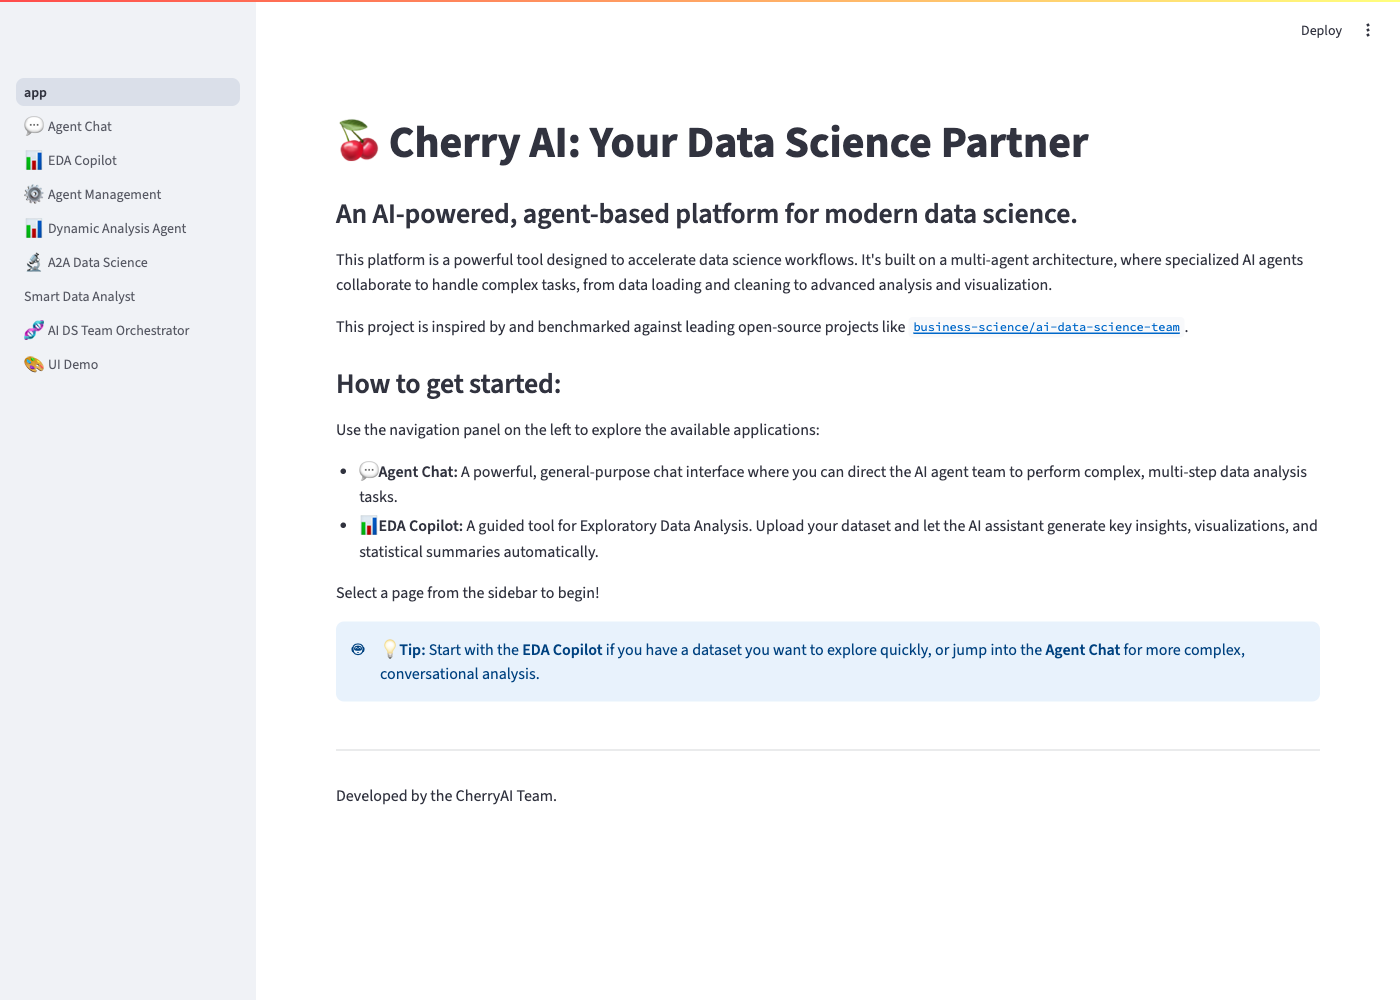 Deploy
app
Agent Chat
EDA Copilot
Agent Management
Dynamic Analysis Agent
A2A Data Science
Smart Data Analyst
AI DS Team Orchestrator
UI Demo
🍒 Cherry AI: Your Data Science Partner
An AI-powered, agent-based platform for modern data science.
This platform is a powerful tool designed to accelerate data science workflows. It's built on a multi-agent architecture, where specialized AI agents
collaborate to handle complex tasks, from data loading and cleaning to advanced analysis and visualization.
This project is inspired by and benchmarked against leading open-source projects like business-science/ai-data-science-team .
How to get started:
Use the navigation panel on the left to explore the available applications:
• 💬Agent Chat: A powerful, general-purpose chat interface where you can direct the AI agent team to perform complex, multi-step data analysis
tasks.
• 📊EDA Copilot: A guided tool for Exploratory Data Analysis. Upload your dataset and let the AI assistant generate key insights, visualizations, and
statistical summaries automatically.
Select a page from the sidebar to begin!
💡Tip: Start with the EDA Copilot if you have a dataset you want to explore quickly, or jump into the Agent Chat for more complex,
conversational analysis.
Developed by the CherryAI Team.